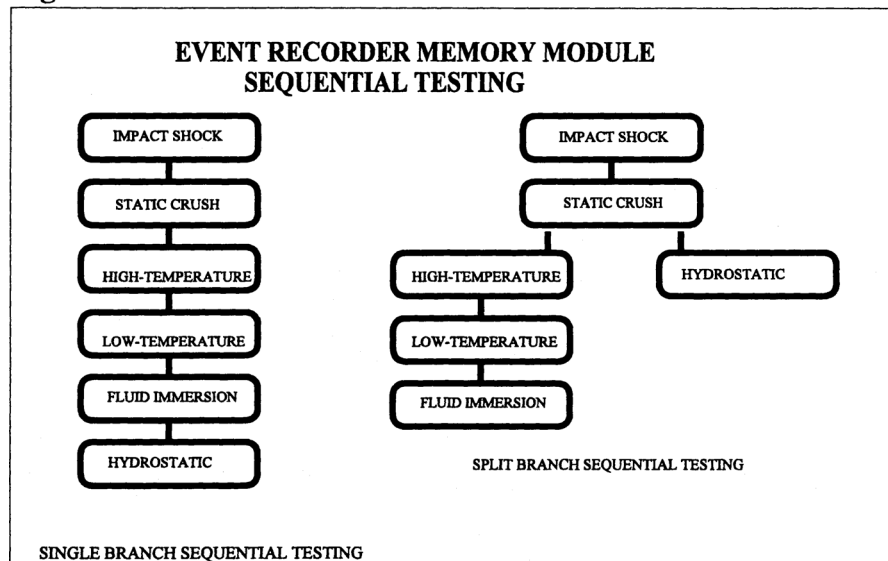 EVENT RECORDER MEMORY MODULE
SEQUENTIAL TESTING
IMPACT SHOCK
STATIC CRUSH
HIGH-TEMPERATURE
LOW-TEMPERATURE
FLUID IMMERSION
HYDROSTATIC
SINGLE BRANCH SEQUENTIAL TESTING
IMPACT SHOCK
STATIC CRUSH
HIGH-TEMPERATURE
HYDROSTATIC
LOW-TEMPERATURE
FLUID IMMERSION
SPLIT BRANCH SEQUENTIAL TESTING